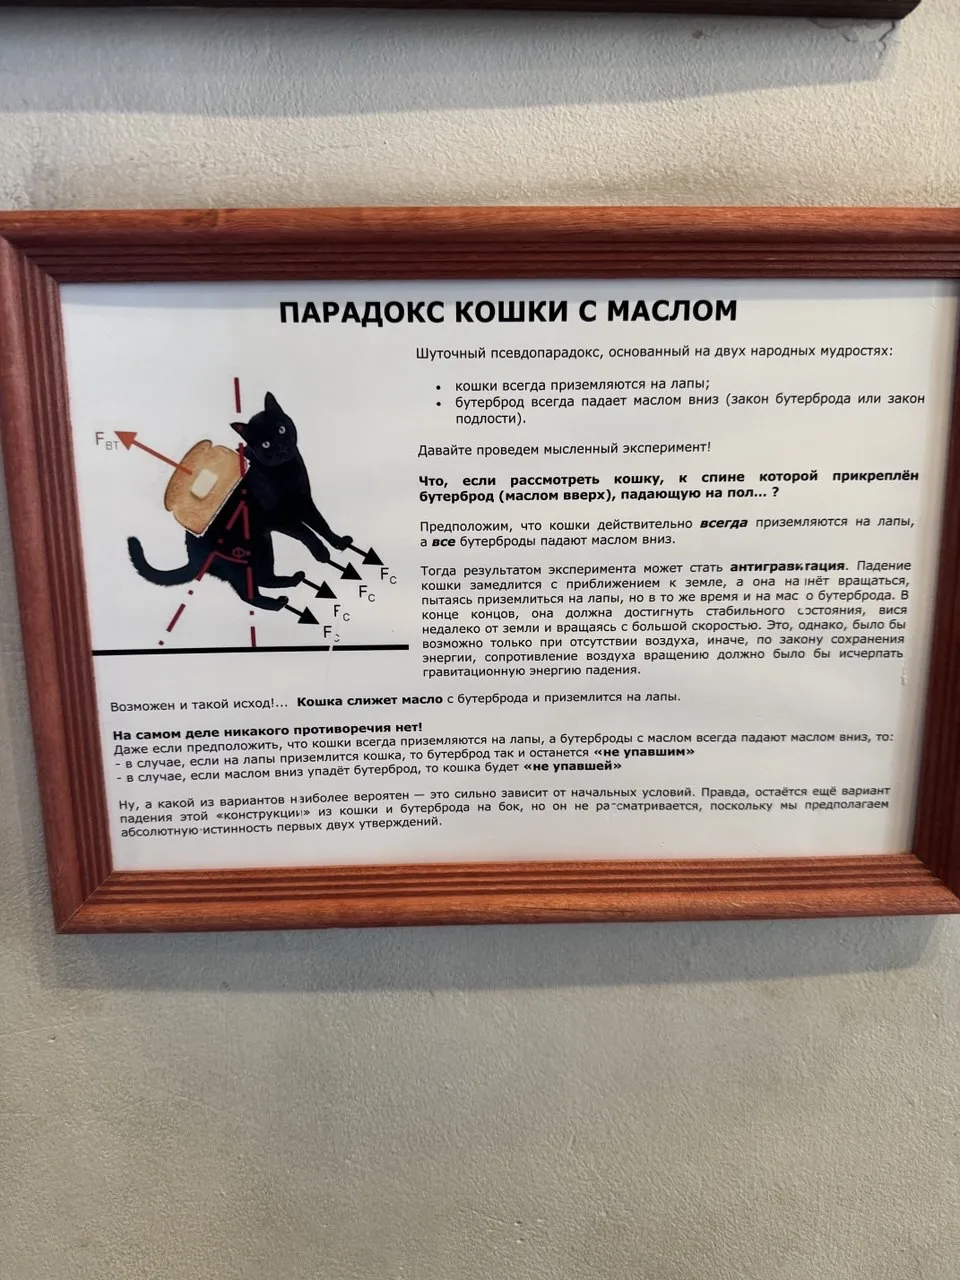 ПАРАДОКС КОШКИ С МАСЛОМ
Шуточный псевдопарадокс, основанный на двух народных мудростях:
• кошки всегда приземляются на лапы;
• бутерброд всегда падает маслом вниз (закон бутерброда или закон
подлости).
Давайте проведем мысленный эксперимент!
Что, если рассмотреть кошку, к спине которой прикреплён
бутерброд (маслом вверх), падающую на пол... ?
Предположим, что кошки действительно всегда приземляются на лапы,
а все бутерброды падают маслом вниз.
Тогда результатом эксперимента может стать антигравитация. Падение
кошки замедлится с приближением к земле, а она начнёт вращаться,
пытаясь приземлиться на лапы, но в то же время и на масло бутерброда. В
конце концов, она должна достигнуть стабильного состояния, вися
недалеко от земли и вращаясь с большой скоростью. Это, однако, было бы
возможно только при отсутствии воздуха, иначе, по закону сохранения
энергии, сопротивление воздуха вращению должно было бы исчерпать
гравитационную энергию падения.
F_BT
Φ
F_C
F_C
F_C
F_C
Возможен и такой исход!... Кошка слижет масло с бутерброда и приземлится на лапы.
На самом деле никакого противоречия нет!
Даже если предположить, что кошки всегда приземляются на лапы, а бутерброды с маслом всегда падают маслом вниз, то:
- в случае, если на лапы приземлится кошка, то бутерброд так и останется «не упавшим»
- в случае, если маслом вниз упадёт бутерброд, то кошка будет «не упавшей»
Ну, а какой из вариантов наиболее вероятен — это сильно зависит от начальных условий. Правда, остаётся ещё вариант
падения этой «конструкции» из кошки и бутерброда на бок, но он не рассматривается, поскольку мы предполагаем
абсолютную истинность первых двух утверждений.